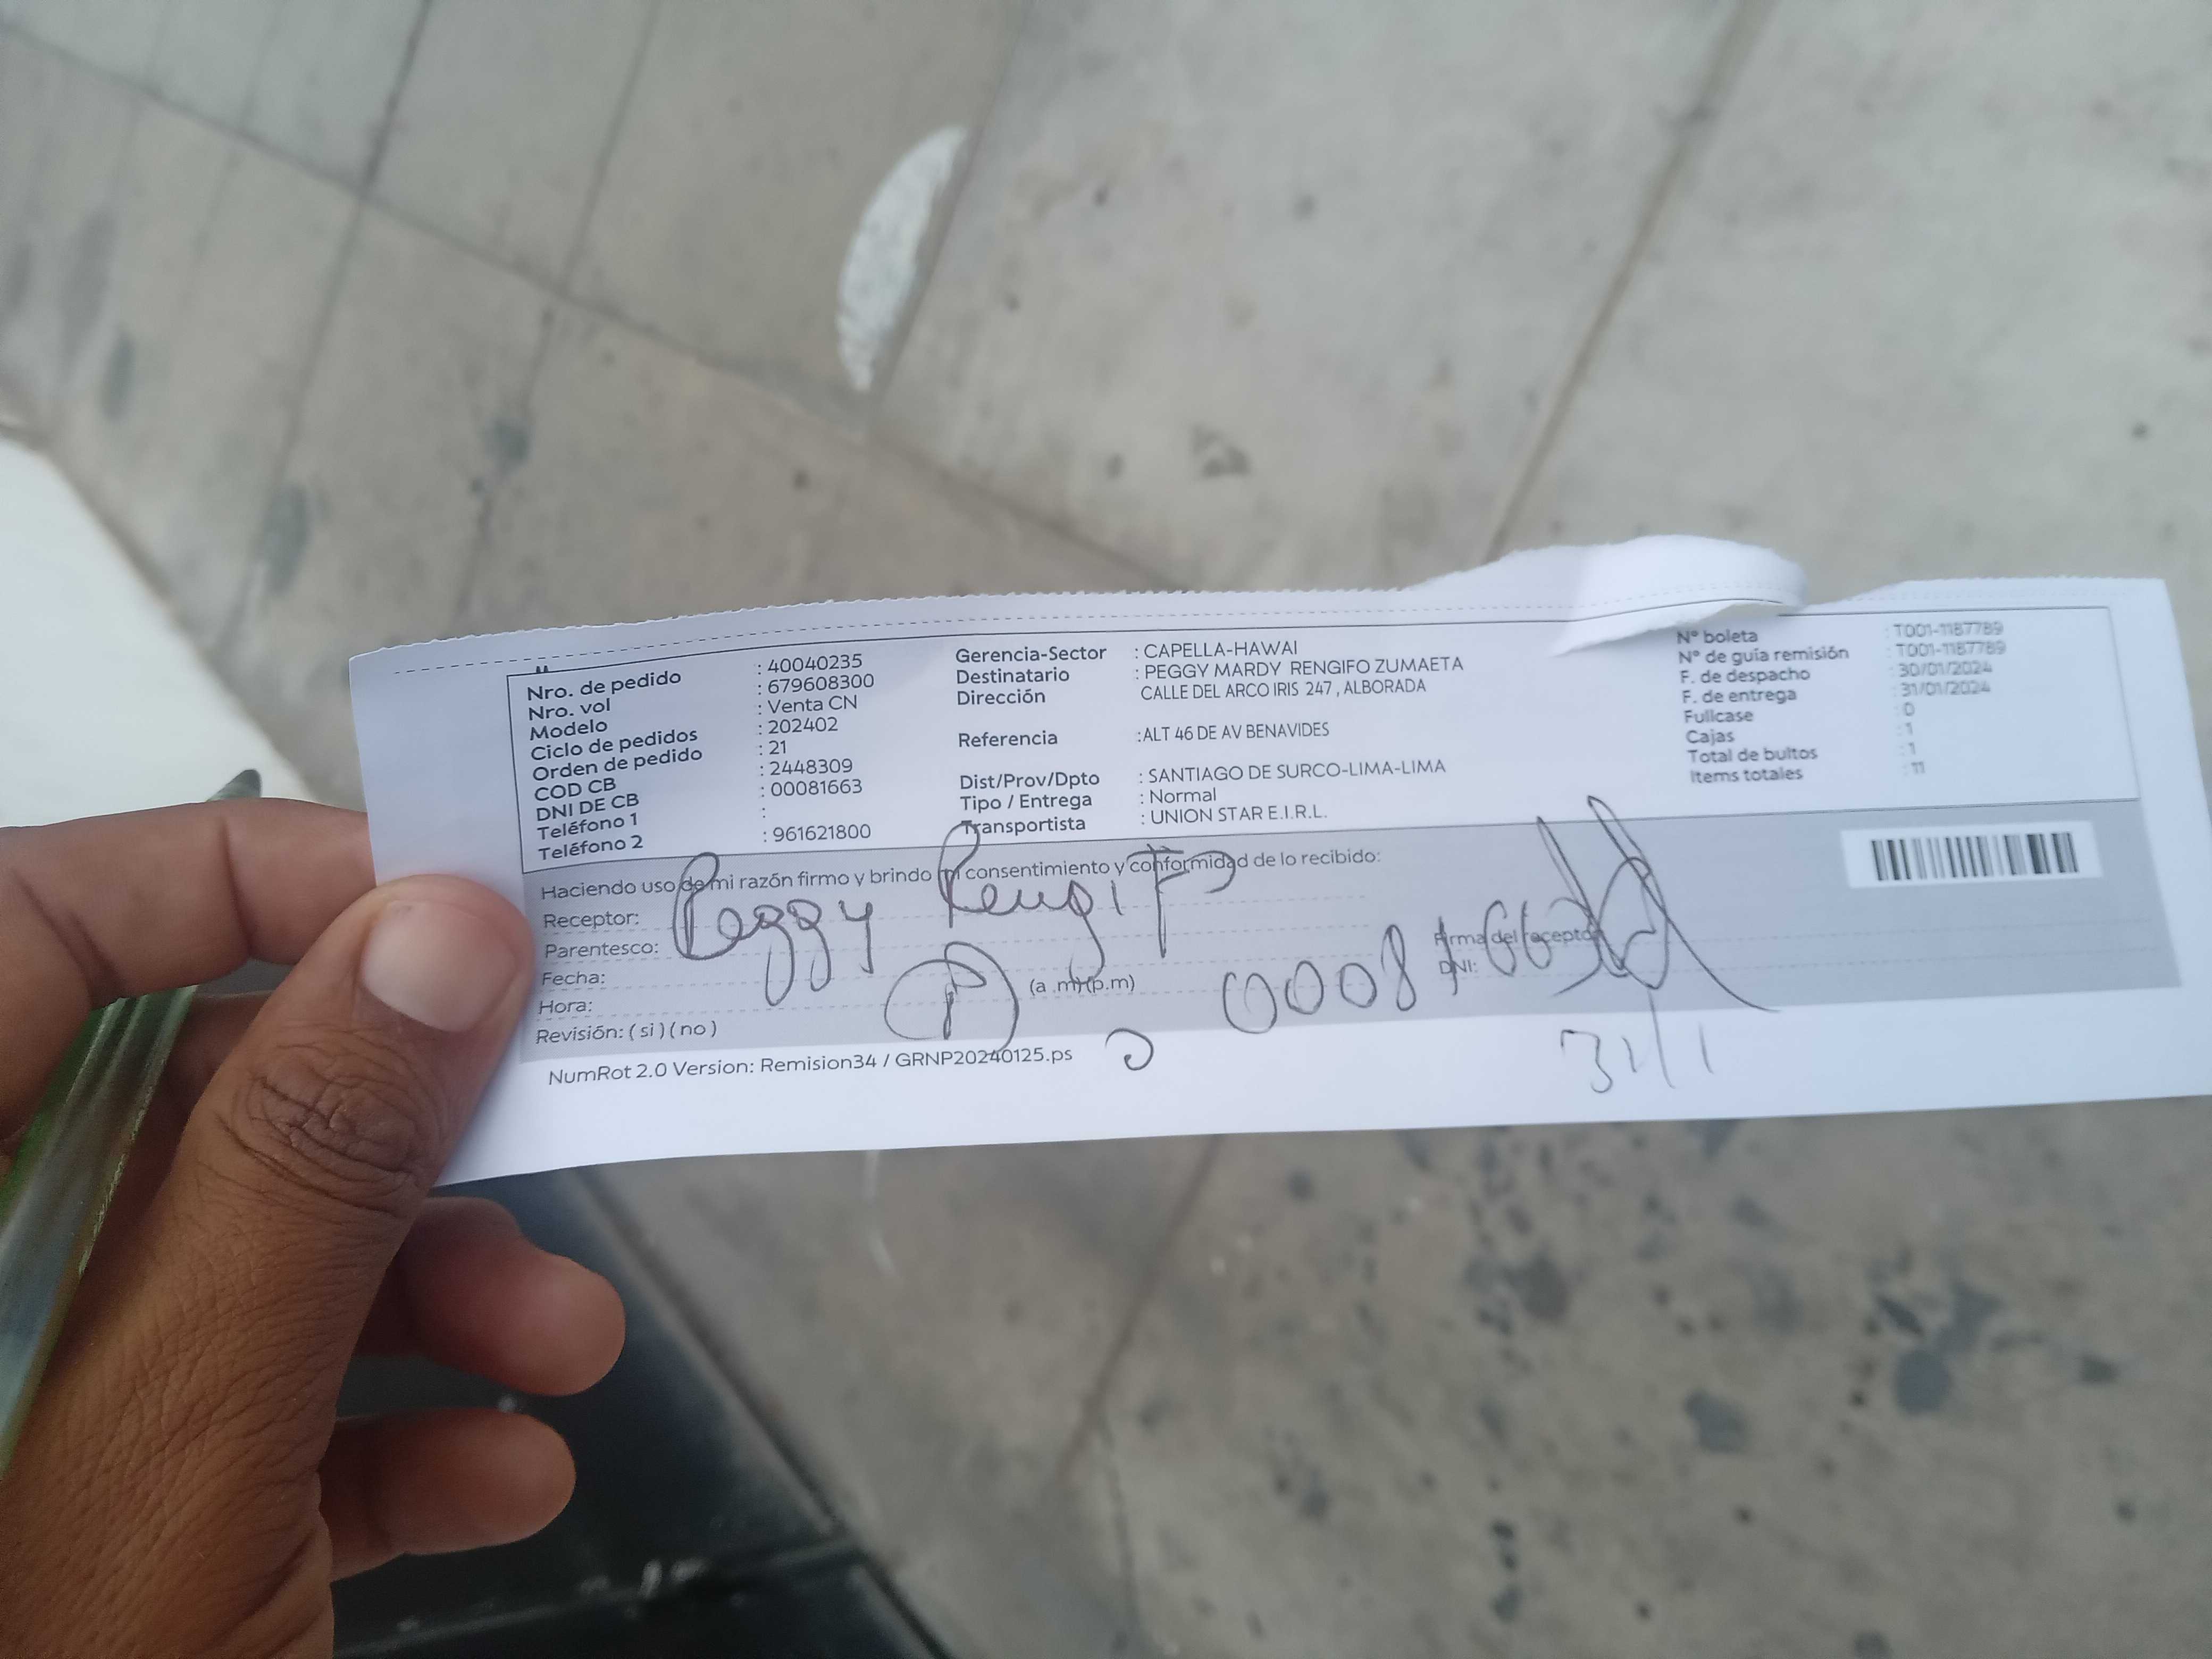 Nro. de pedido : 40040235
Nro. vol : 679608300
Modelo : Venta CN
Ciclo de pedidos : 202402
Orden de pedido : 21
COD CB : 2448309
DNI DE CB : 00081663
Teléfono 1 :
Teléfono 2 : 961621800
Gerencia-Sector : CAPELLA-HAWAI
Destinatario : PEGGY MARDY RENGIFO ZUMAETA
Dirección CALLE DEL ARCO IRIS 247 , ALBORADA
Referencia :ALT 46 DE AV BENAVIDES
Dist/Prov/Dpto : SANTIAGO DE SURCO-LIMA-LIMA
Tipo / Entrega : Normal
Transportista : UNION STAR E.I.R.L.
N° boleta : T001-1187789
N° de guía remisión : T001-1187789
F. de despacho : 30/01/2024
F. de entrega : 31/01/2024
Fullcase : 0
Cajas : 1
Total de bultos : 1
Items totales : 11
Haciendo uso de mi razón firmo y brindo mi consentimiento y conformidad de lo recibido:
Receptor: Peggy Rengifo
Parentesco:
Fecha:
Hora: (a .m) (p.m)
Revisión: ( si ) ( no )
Firma del receptor
DNI: 00081663
31/1
NumRot 2.0 Version: Remision34 / GRNP20240125.ps